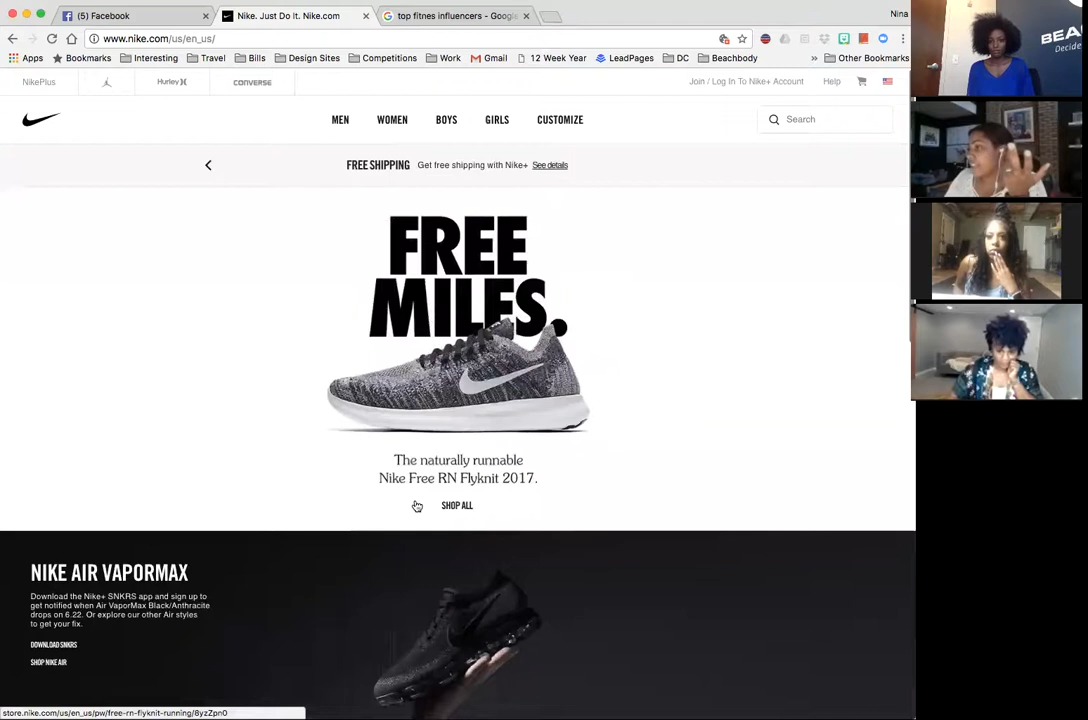 (5) Facebook
Nike. Just Do It. Nike.com
top fitnes influencers - Google
Nina
www.nike.com/us/en_us/
Apps
Bookmarks
Interesting
Travel
Bills
Design Sites
Competitions
Work
Gmail
12 Week Year
LeadPages
DC
Beachbody
»
Other Bookmarks
NikePlus
Hurley
CONVERSE
Join / Log In To Nike+ Account
Help
MEN
WOMEN
BOYS
GIRLS
CUSTOMIZE
Search
FREE SHIPPING Get free shipping with Nike+ See details
FREE
MILES.
The naturally runnable
Nike Free RN Flyknit 2017.
SHOP ALL
NIKE AIR VAPORMAX
Download the Nike+ SNKRS app and sign up to
get notified when Air VaporMax Black/Anthracite
drops on 6.22. Or explore our other Air styles
to get your fix.
DOWNLOAD SNKRS
SHOP NIKE AIR
store.nike.com/us/en_us/pw/free-rn-flyknit-running/8yzZpn0
BEAC
Decide